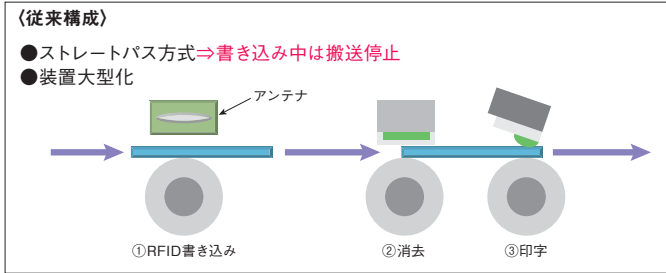 〈従来構成〉
●ストレートパス方式⇒書き込み中は搬送停止
●装置大型化
アンテナ
①RFID書き込み
②消去
③印字